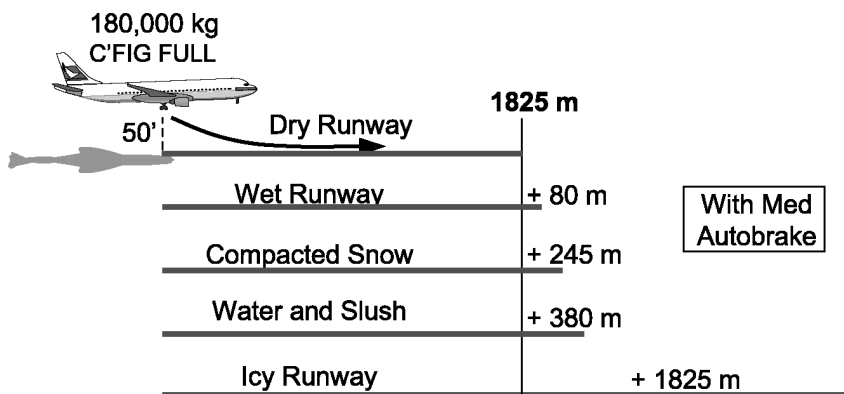 180,000 kg
C'FIG FULL
1825 m
50'
Dry Runway
Wet Runway
+ 80 m
With Med
Autobrake
Compacted Snow
+ 245 m
Water and Slush
+ 380 m
Icy Runway
+ 1825 m